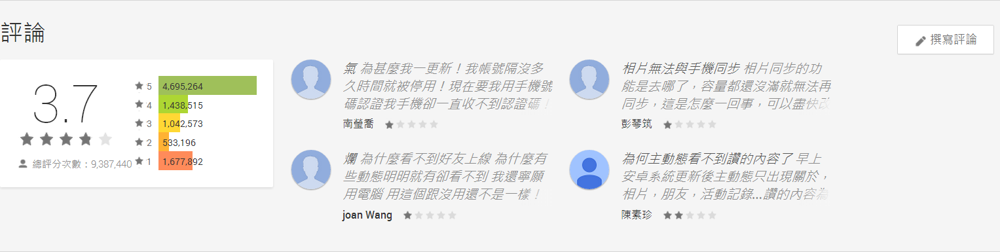 評論
撰寫評論
3.7
總評分次數：9,387,440
5 4,695,264
4 1,438,515
3 1,042,573
2 533,196
1 1,677,892
氣 為甚麼我一更新！我帳號隔沒多
久時間就被停用！現在要我用手機號
碼認證我手機卻一直收不到認證碼！
南瑩喬
相片無法與手機同步 相片同步的功
能是去哪了，容量都還沒滿就無法再
同步，這是怎麼一回事，可以盡快改
彭琴筑
爛 為什麼看不到好友上線 為什麼有
些動態明明就有卻看不到 我還寧願
用電腦 用這個跟沒用還不是一樣！
joan Wang
為何主動態看不到讚的內容了 早上
安卓系統更新後主動態只出現關於，
相片，朋友，活動記錄...讚的內容為
陳素珍